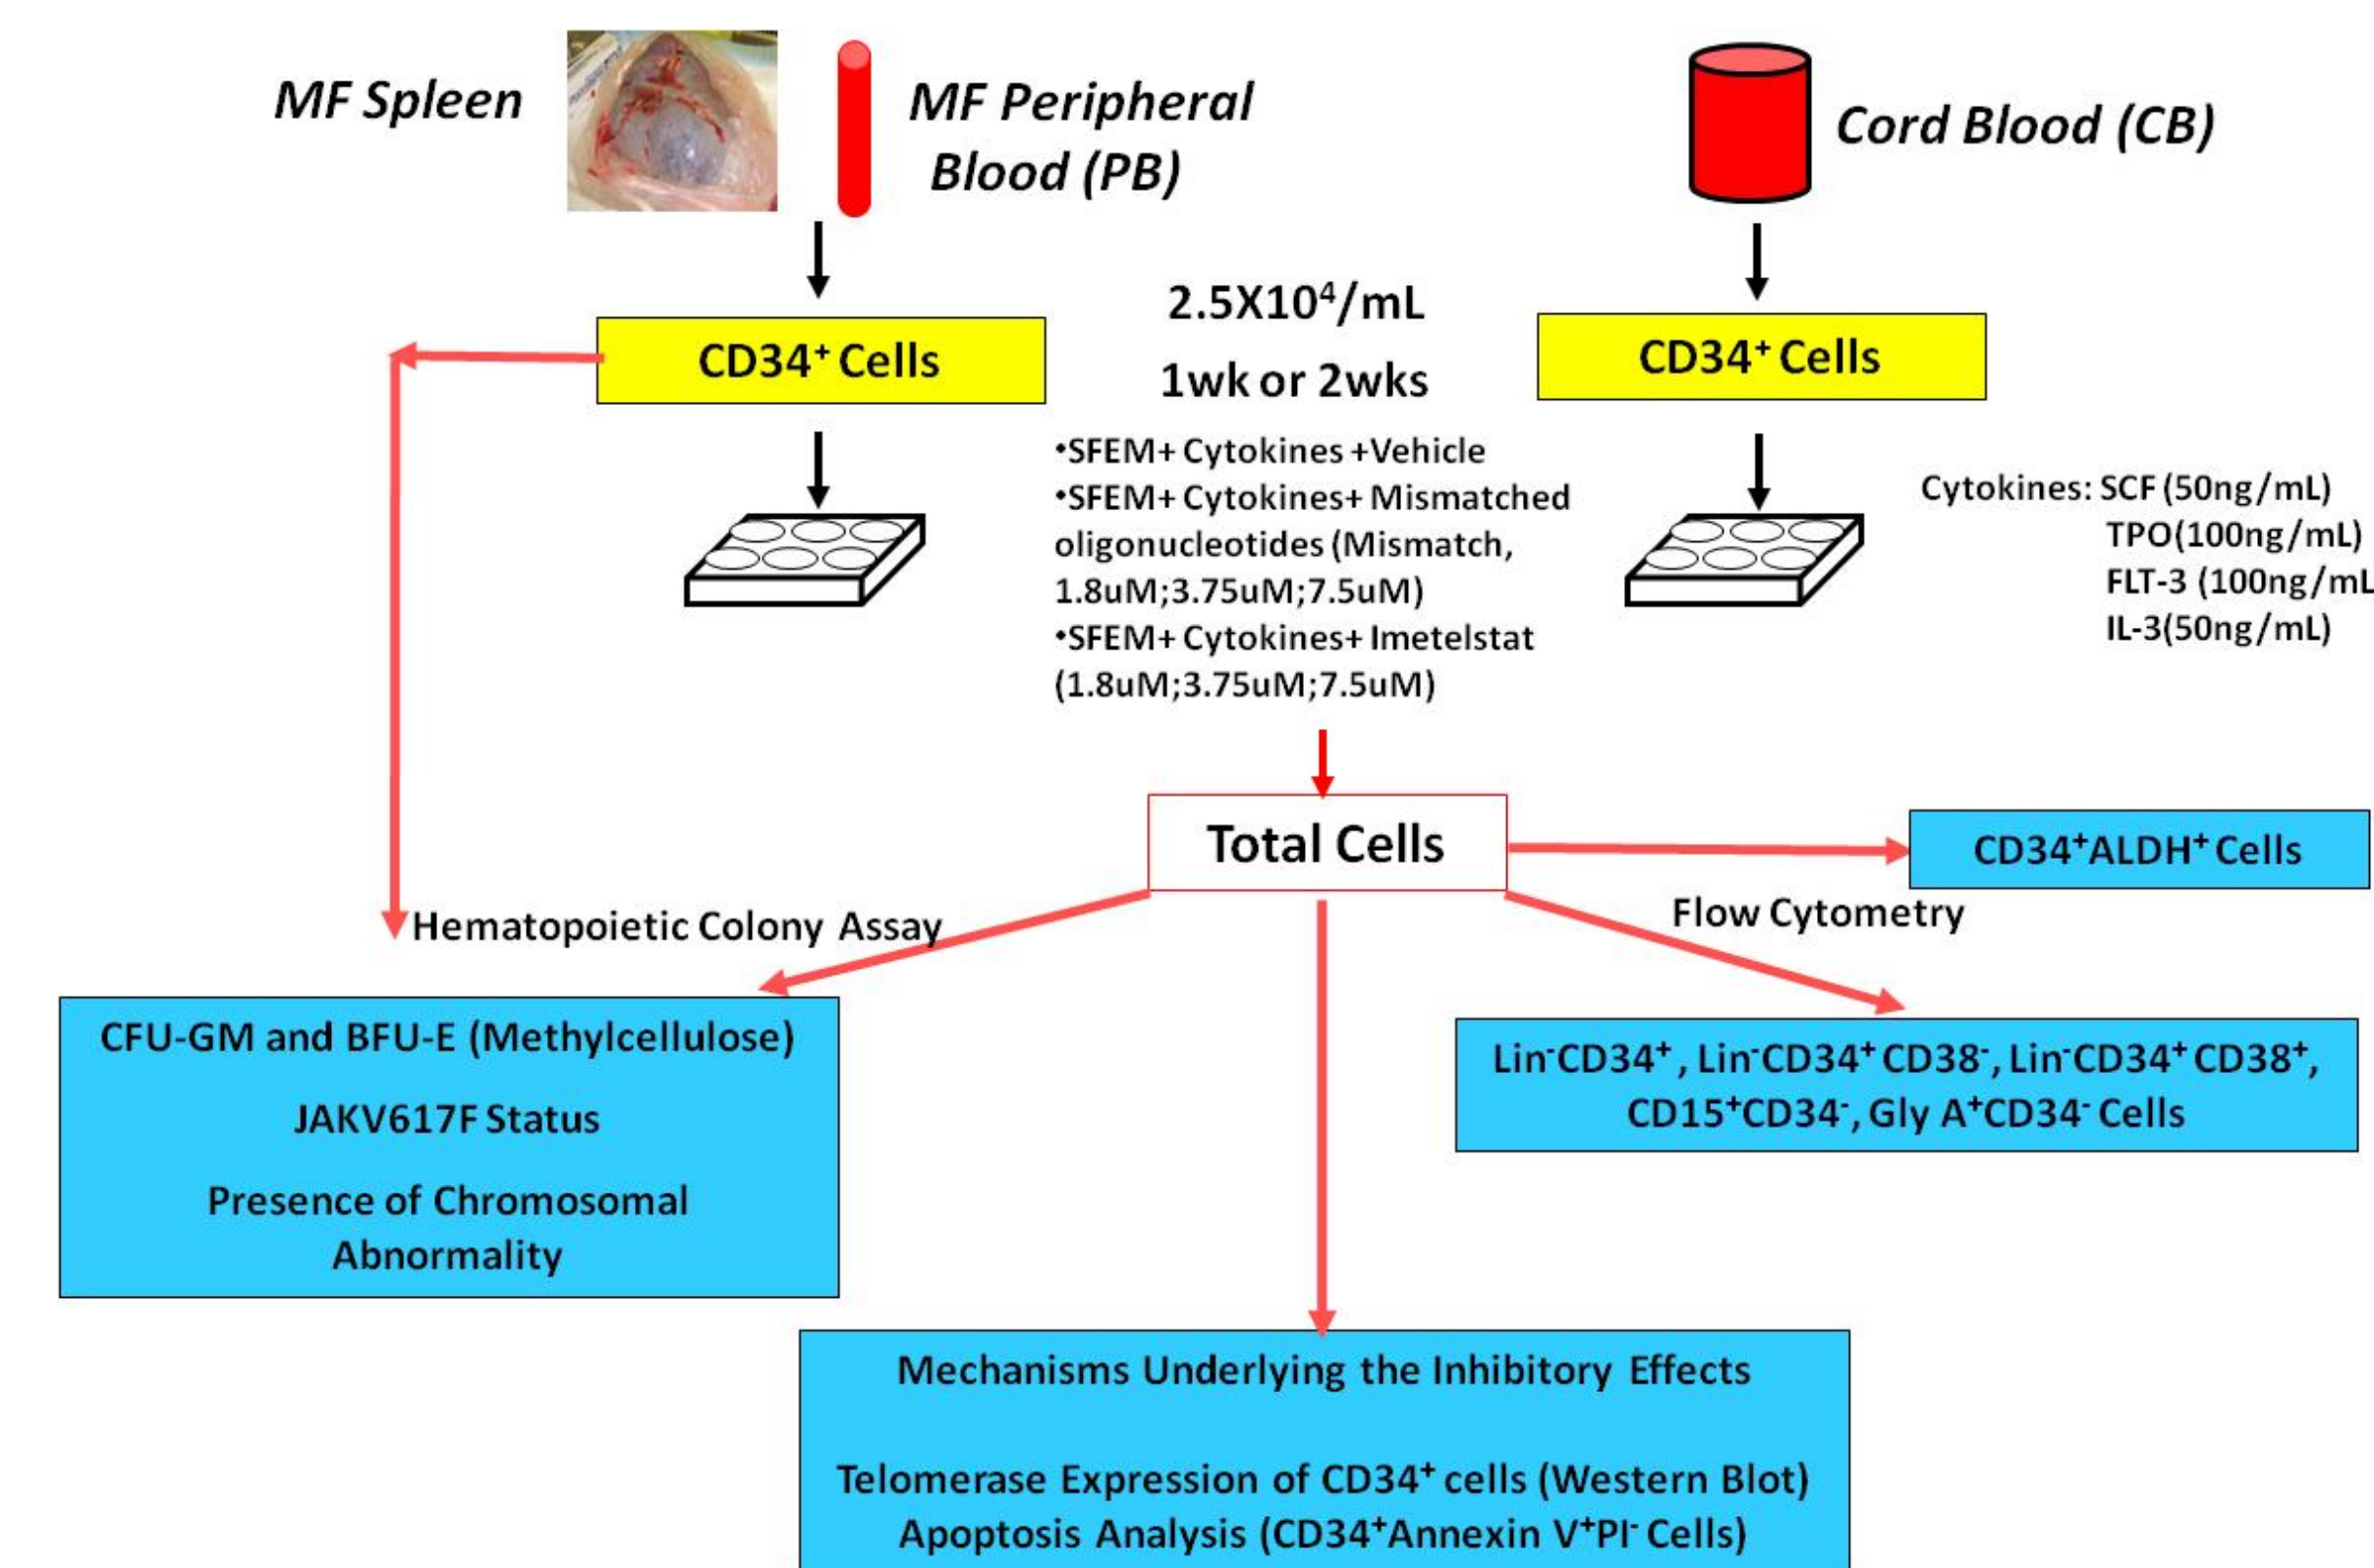 MF Spleen
MF Peripheral
Blood (PB)
Cord Blood (CB)
2.5X10⁴/mL
1wk or 2wks
CD34⁺ Cells
CD34⁺ Cells
•SFEM+ Cytokines +Vehicle
•SFEM+ Cytokines+ Mismatched
oligonucleotides (Mismatch,
1.8uM;3.75uM;7.5uM)
•SFEM+ Cytokines+ Imetelstat
(1.8uM;3.75uM;7.5uM)
Cytokines: SCF (50ng/mL)
TPO(100ng/mL)
FLT-3 (100ng/mL
IL-3(50ng/mL)
Total Cells
CD34⁺ALDH⁺ Cells
Hematopoietic Colony Assay
Flow Cytometry
CFU-GM and BFU-E (Methylcellulose)
JAKV617F Status
Presence of Chromosomal
Abnormality
Lin⁻CD34⁺, Lin⁻CD34⁺ CD38⁻, Lin⁻CD34⁺ CD38⁺,
CD15⁺CD34⁻, Gly A⁺CD34⁻ Cells
Mechanisms Underlying the Inhibitory Effects
Telomerase Expression of CD34⁺ cells (Western Blot)
Apoptosis Analysis (CD34⁺Annexin V⁺PI⁻ Cells)